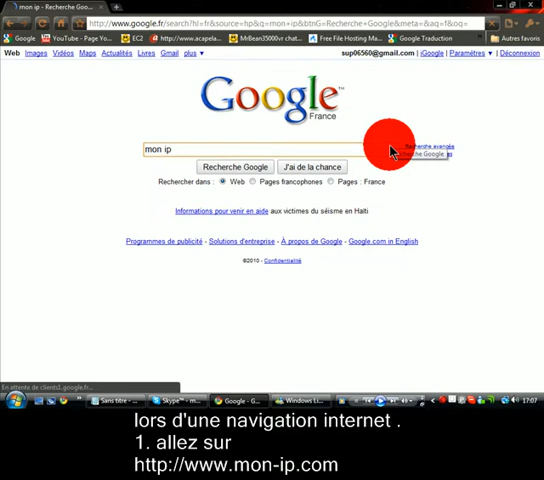 mon ip - Recherche Goo...
http://www.google.fr/search?hl=fr&source=hp&q=mon+ip&btnG=Recherche+Google&meta=&aq=f&oq=
Google YouTube - Page Yo... EC2 http://www.acapela... MrBean35000vr chat... Free File Hosting Ma... Google Traduction Autres favoris
Web Images Vidéos Maps Actualités Livres Gmail plus ▼ sup06560@gmail.com | iGoogle | Paramètres ▼ | Déconnexion
Google™
France
mon ip
Recherche avancée
Recherche Google J'ai de la chance
Rechercher dans : Web Pages francophones Pages : France
Informations pour venir en aide aux victimes du séisme en Haïti
Programmes de publicité - Solutions d'entreprise - À propos de Google - Google.com in English
©2010 - Confidentialité
En attente de clients2.google.fr...
Sans titre -... Skype™ - m... Google - G... Windows Li... 17:07
lors d'une navigation internet .
1. allez sur
http://www.mon-ip.com